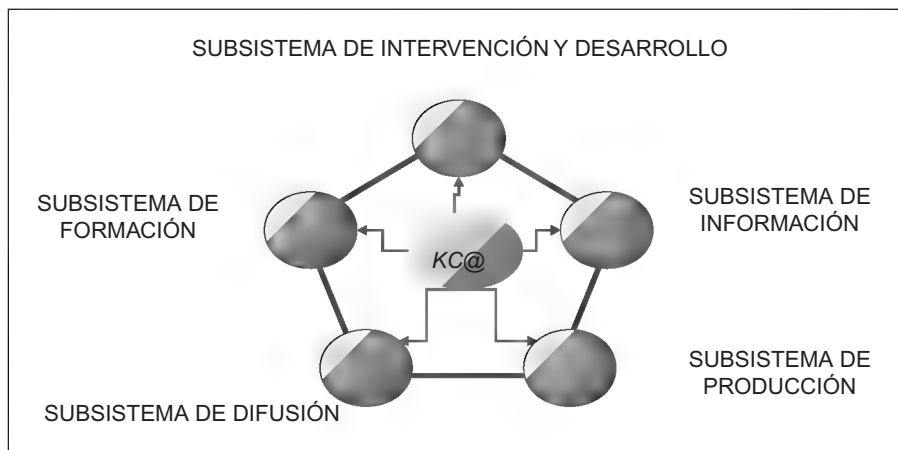 SUBSISTEMA DE INTERVENCIÓN Y DESARROLLO
SUBSISTEMA DE
FORMACIÓN
SUBSISTEMA DE
INFORMACIÓN
KC@
SUBSISTEMA DE
PRODUCCIÓN
SUBSISTEMA DE DIFUSIÓN